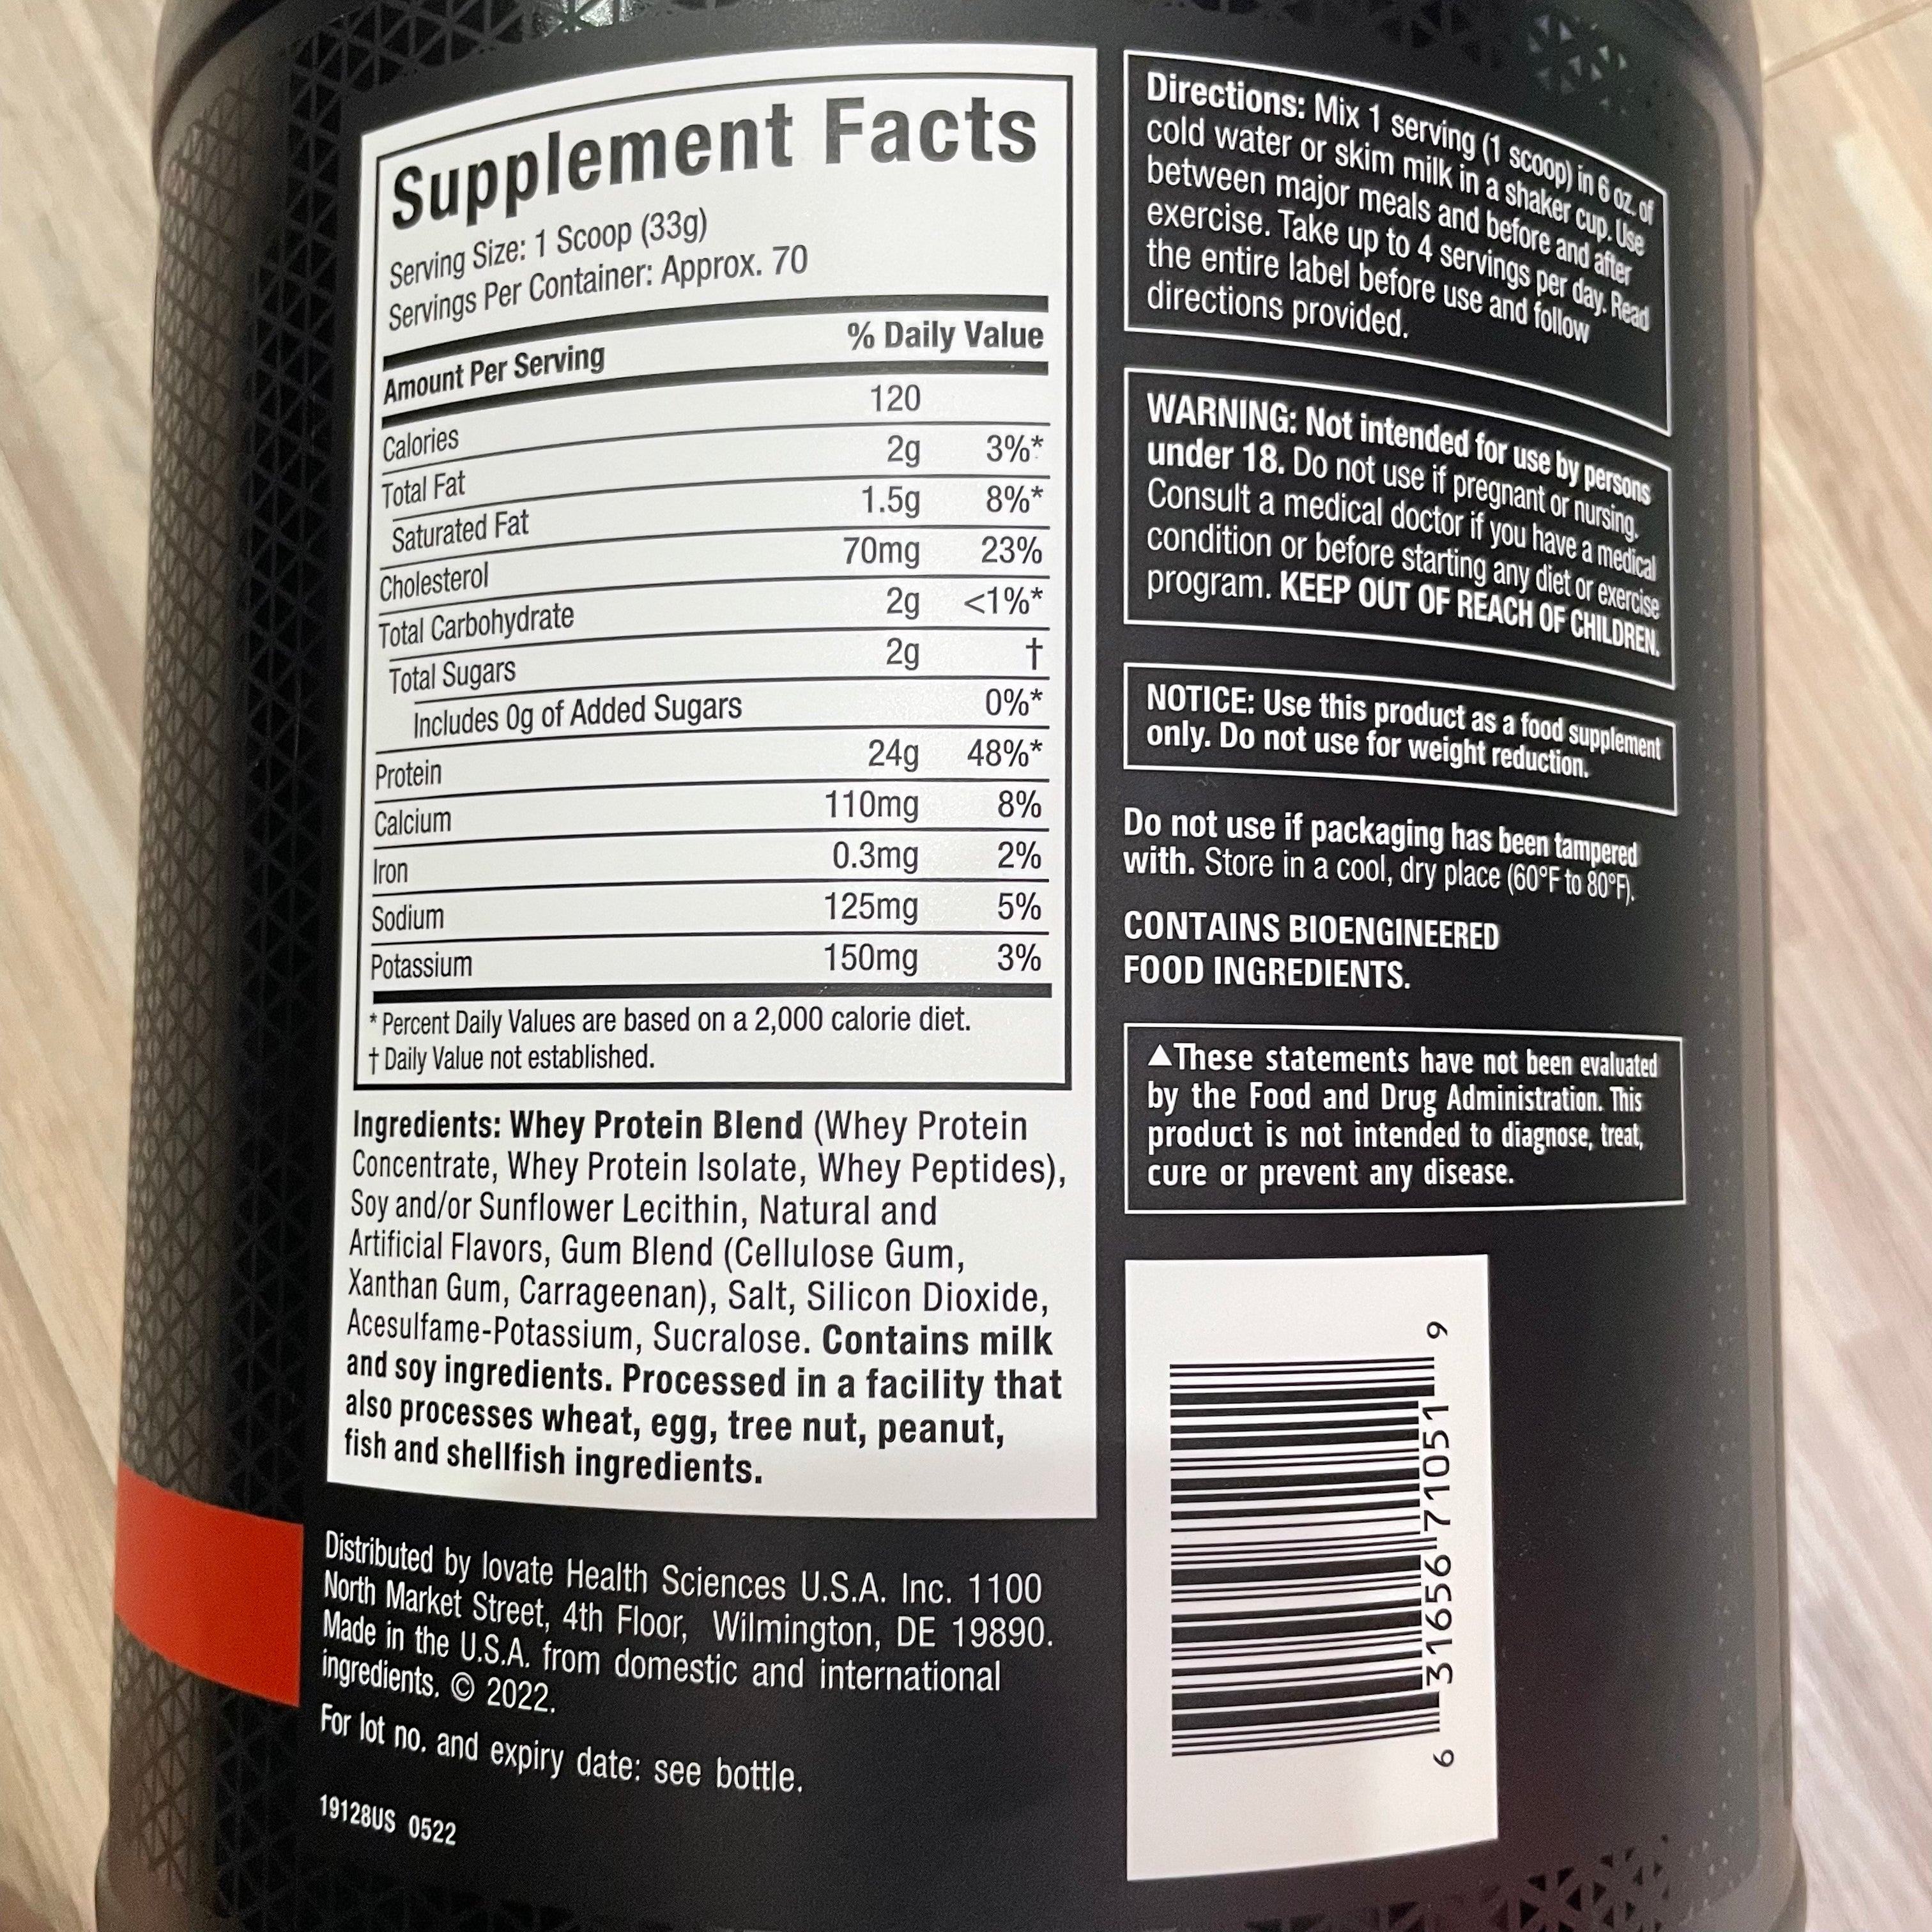 Supplement Facts
Serving Size: 1 Scoop (33g)
Servings Per Container: Approx. 70
Amount Per Serving % Daily Value
Calories 120
Total Fat 2g 3%*
Saturated Fat 1.5g 8%*
Cholesterol 70mg 23%
Total Carbohydrate 2g <1%*
Total Sugars 2g †
Includes 0g of Added Sugars 0%*
Protein 24g 48%*
Calcium 110mg 8%
Iron 0.3mg 2%
Sodium 125mg 5%
Potassium 150mg 3%
* Percent Daily Values are based on a 2,000 calorie diet.
† Daily Value not established.
Ingredients: Whey Protein Blend (Whey Protein
Concentrate, Whey Protein Isolate, Whey Peptides),
Soy and/or Sunflower Lecithin, Natural and
Artificial Flavors, Gum Blend (Cellulose Gum,
Xanthan Gum, Carrageenan), Salt, Silicon Dioxide,
Acesulfame-Potassium, Sucralose. Contains milk
and soy ingredients. Processed in a facility that
also processes wheat, egg, tree nut, peanut,
fish and shellfish ingredients.
Distributed by Iovate Health Sciences U.S.A. Inc. 1100
North Market Street, 4th Floor, Wilmington, DE 19890.
Made in the U.S.A. from domestic and international
ingredients. © 2022.
For lot no. and expiry date: see bottle.
19128US 0522
Directions: Mix 1 serving (1 scoop) in 6 oz. of
cold water or skim milk in a shaker cup. Use
between major meals and before and after
exercise. Take up to 4 servings per day. Read
the entire label before use and follow
directions provided.
WARNING: Not intended for use by persons
under 18. Do not use if pregnant or nursing.
Consult a medical doctor if you have a medical
condition or before starting any diet or exercise
program. KEEP OUT OF REACH OF CHILDREN.
NOTICE: Use this product as a food supplement
only. Do not use for weight reduction.
Do not use if packaging has been tampered
with. Store in a cool, dry place (60°F to 80°F).
CONTAINS BIOENGINEERED
FOOD INGREDIENTS.
▲These statements have not been evaluated
by the Food and Drug Administration. This
product is not intended to diagnose, treat,
cure or prevent any disease.
6 31656 71051 9